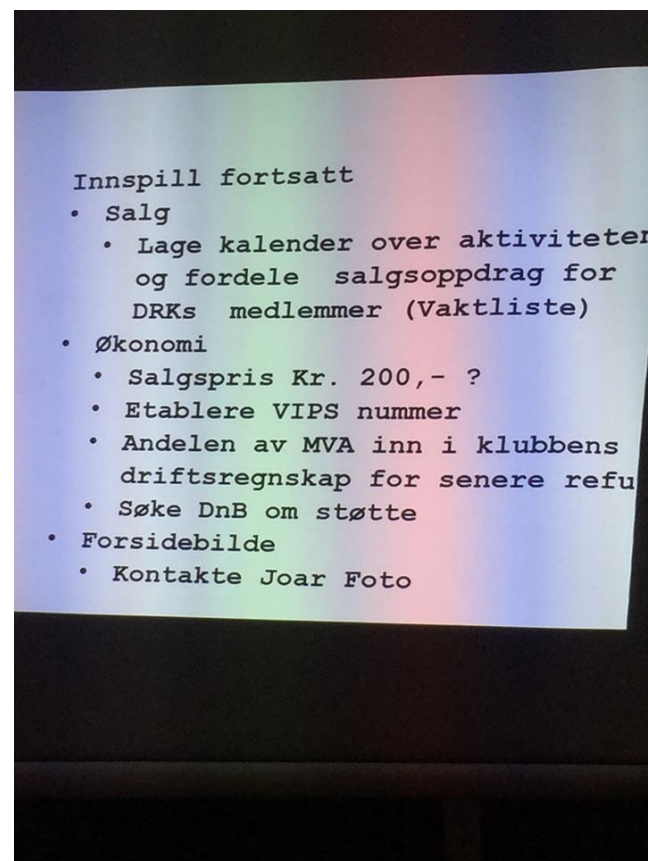 Innspill fortsatt
• Salg
• Lage kalender over aktiviteter
og fordele salgsoppdrag for
DRKs medlemmer (Vaktliste)
• Økonomi
• Salgspris Kr. 200,- ?
• Etablere VIPS nummer
• Andelen av MVA inn i klubbens
driftsregnskap for senere refu
• Søke DnB om støtte
• Forsidebilde
• Kontakte Joar Foto